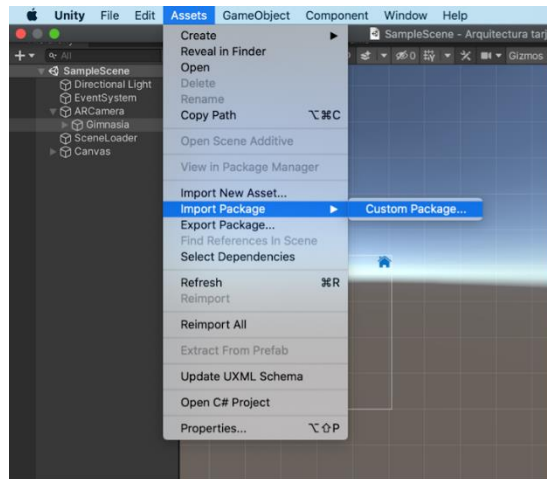 Unity File Edit Assets GameObject Component Window Help
SampleScene - Arquitectura tarj
All
0 Gizmos
SampleScene
Directional Light
EventSystem
ARCamera
Gimnasia
SceneLoader
Canvas
Create
Reveal in Finder
Open
Delete
Rename
Copy Path ⌥⌘C
Open Scene Additive
View in Package Manager
Import New Asset...
Import Package
Custom Package...
Export Package...
Find References In Scene
Select Dependencies
Refresh ⌘R
Reimport
Reimport All
Extract From Prefab
Update UXML Schema
Open C# Project
Properties... ⌥⇧P